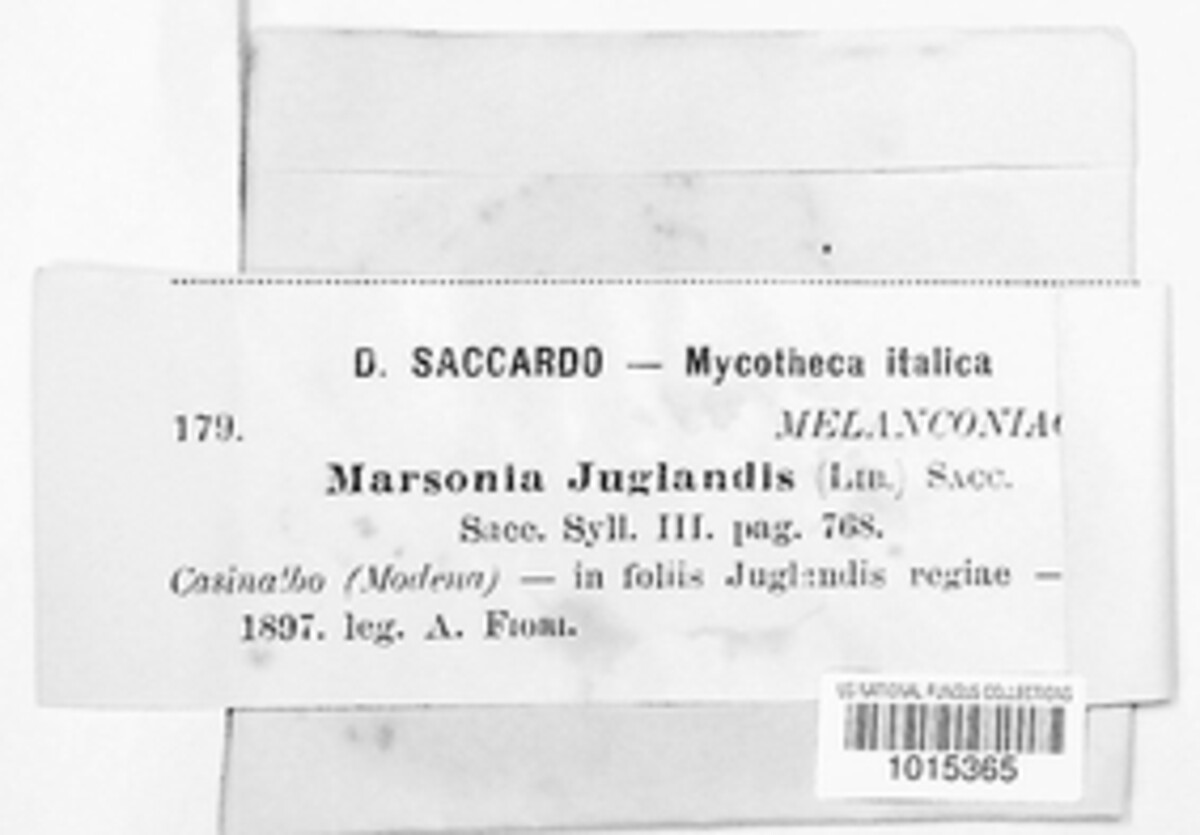 D. SACCARDO — Mycotheca italica
179. MELANCONIAC
Marsonia Juglandis (LIB.) SACC.
Sacc. Syll. III. pag. 768.
Casinalbo (Modena) — in foliis Juglandis regiae —
1897. leg. A. FIORI.
US NATIONAL FUNGUS COLLECTIONS
1015365